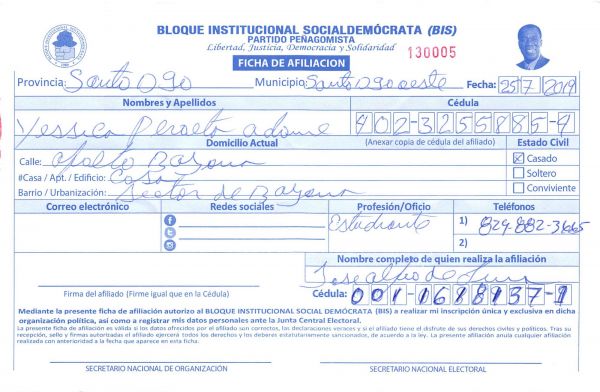 BLOQUE INSTITUCIONAL SOCIALDEMÓCRATA (BIS)
PARTIDO PEÑAGOMISTA
Libertad, Justicia, Democracia y Solidaridad
130005
FICHA DE AFILIACION
Provincia: Santo Dgo Municipio: Santo Dgo oeste Fecha: 25/7/2019
Nombres y Apellidos Cédula
Yessica Peralta 402-3255885-4
Domicilio Actual (Anexar copia de cédula del afiliado) Estado Civil
Calle: Bayona Casado
#Casa / Apt. / Edificio: Casa Soltero
Barrio / Urbanización: Sector de Bayona Conviviente
Correo electrónico Redes sociales Profesión/Oficio Teléfonos
Estudiante 1) 829-882-3665
2)
Nombre completo de quien realiza la afiliación
Firma del afiliado (Firme igual que en la Cédula) Cédula: 001-1618137-1
Mediante la presente ficha de afiliación autorizo al BLOQUE INSTITUCIONAL SOCIAL DEMÓCRATA (BIS) a realizar mi inscripción única y exclusiva en dicha
organización política, así como a registrar mis datos personales ante la Junta Central Electoral.
La presente ficha de afiliación es válida si los datos ofrecidos por el afiliado son correctos, las declaraciones veraces y si el afiliado tiene el disfrute de sus derechos civiles y políticos. Tras su
recepción, sello y firmas autorizadas el afiliado ejercerá todos los derechos y los deberes estatutariamente sancionados, de acuerdo a la ley. La presente afiliación anula cualquier afiliación
realizada con anterioridad a la fecha que aparece en esta ficha.
SECRETARIO NACIONAL DE ORGANIZACIÓN SECRETARIO NACIONAL ELECTORAL